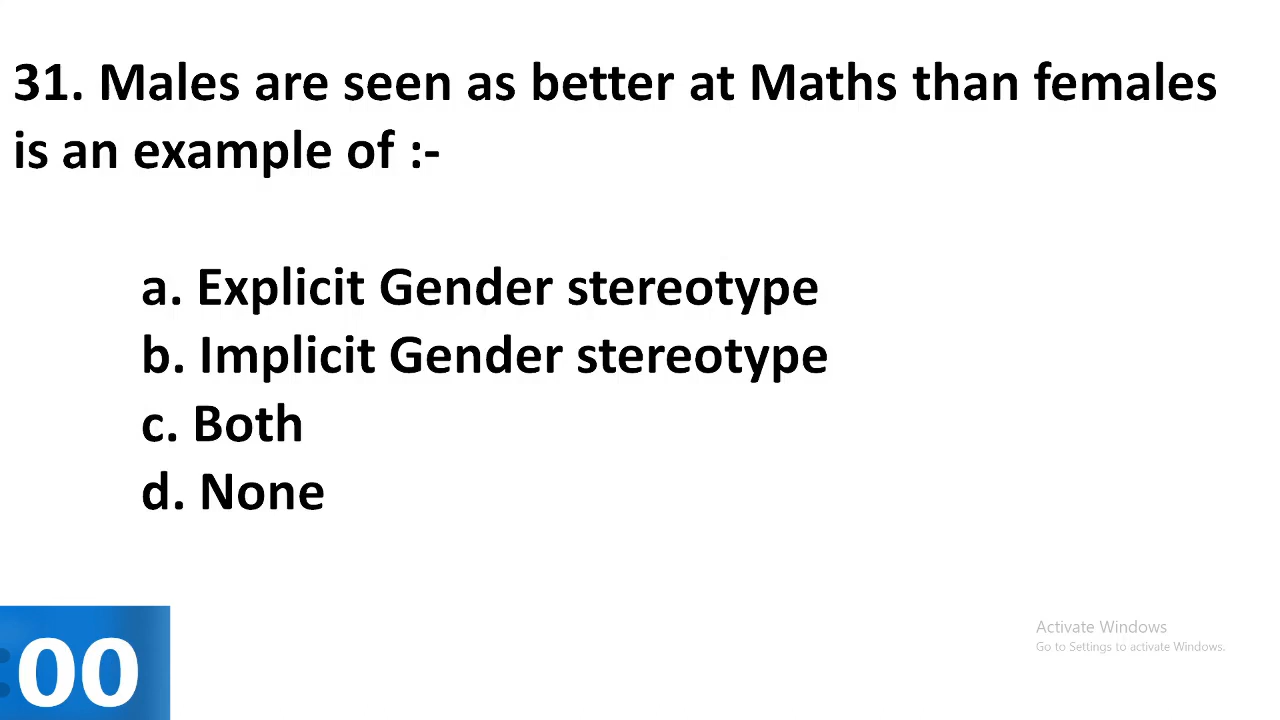 31. Males are seen as better at Maths than females
is an example of :-
a. Explicit Gender stereotype
b. Implicit Gender stereotype
c. Both
d. None
00
Activate Windows
Go to Settings to activate Windows.